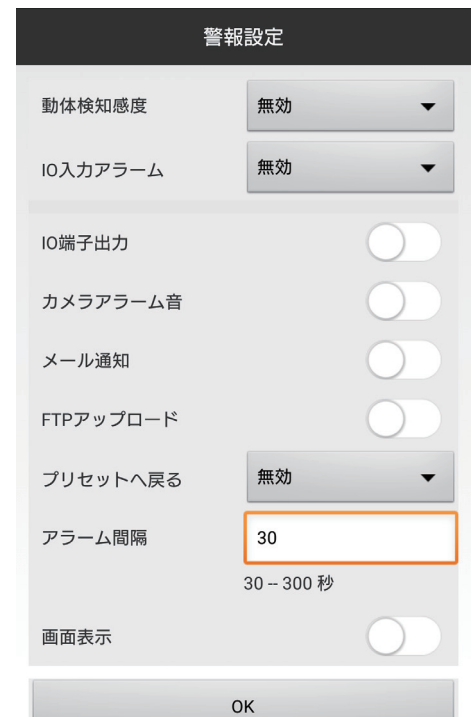 警報設定
動体検知感度 無効
IO入力アラーム 無効
IO端子出力
カメラアラーム音
メール通知
FTPアップロード
プリセットへ戻る 無効
アラーム間隔 30
30 -- 300 秒
画面表示
OK